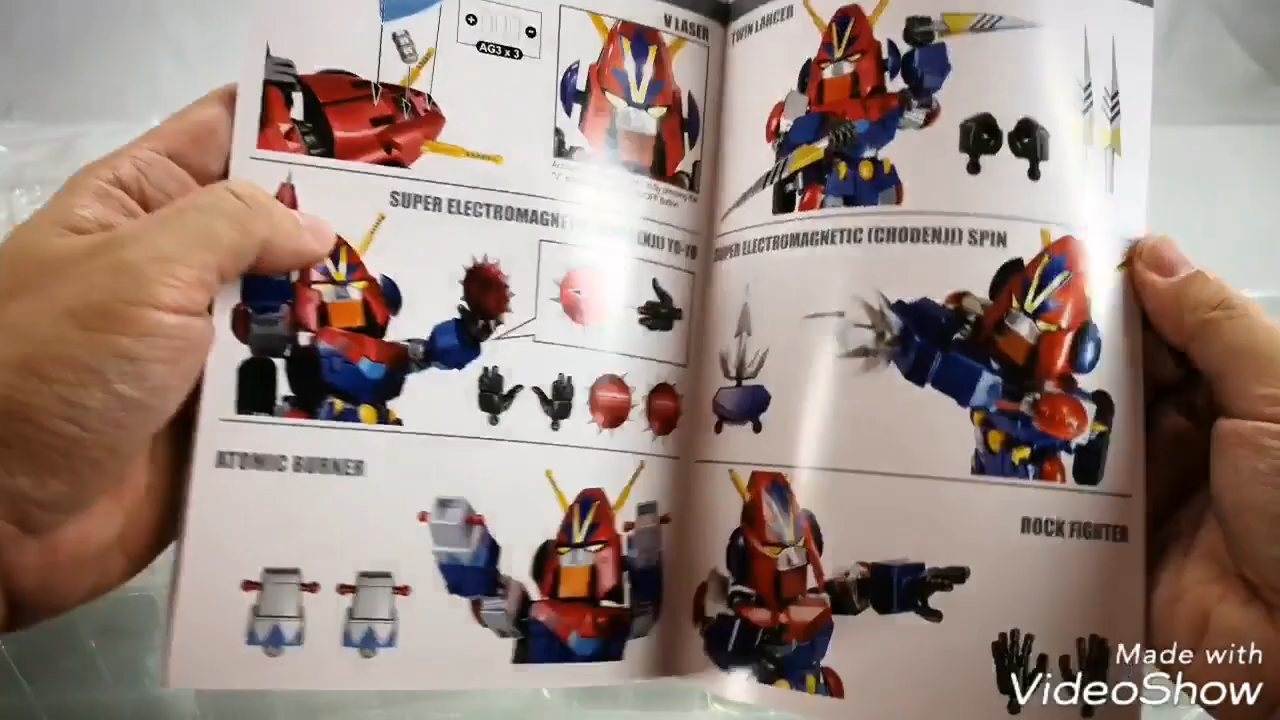 AG3 x 3
V LASER
SUPER ELECTROMAGNE
YO-YO
ATOMIC BURNER
TWIN LANCER
SUPER ELECTROMAGNETIC (CHODENJI) SPIN
ROCK FIGHTER
Made with
VideoShow